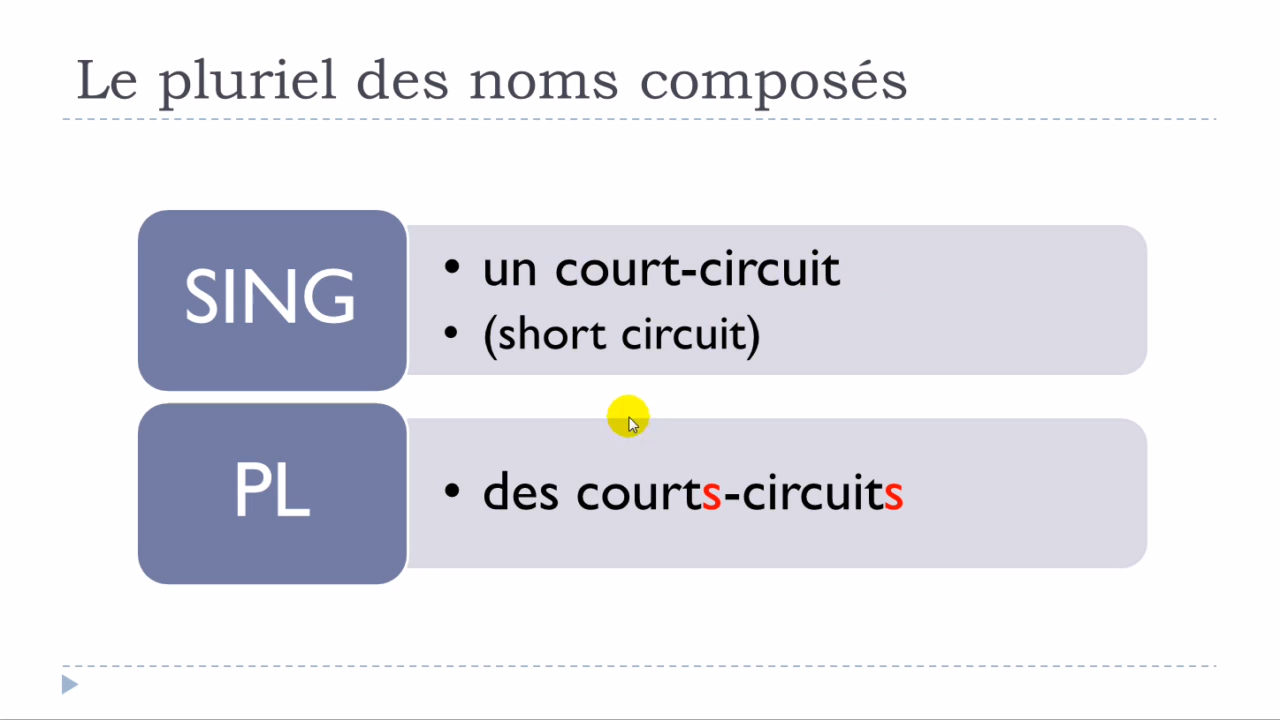 Le pluriel des noms composés
SING
• un court-circuit
• (short circuit)
PL
• des courts-circuits